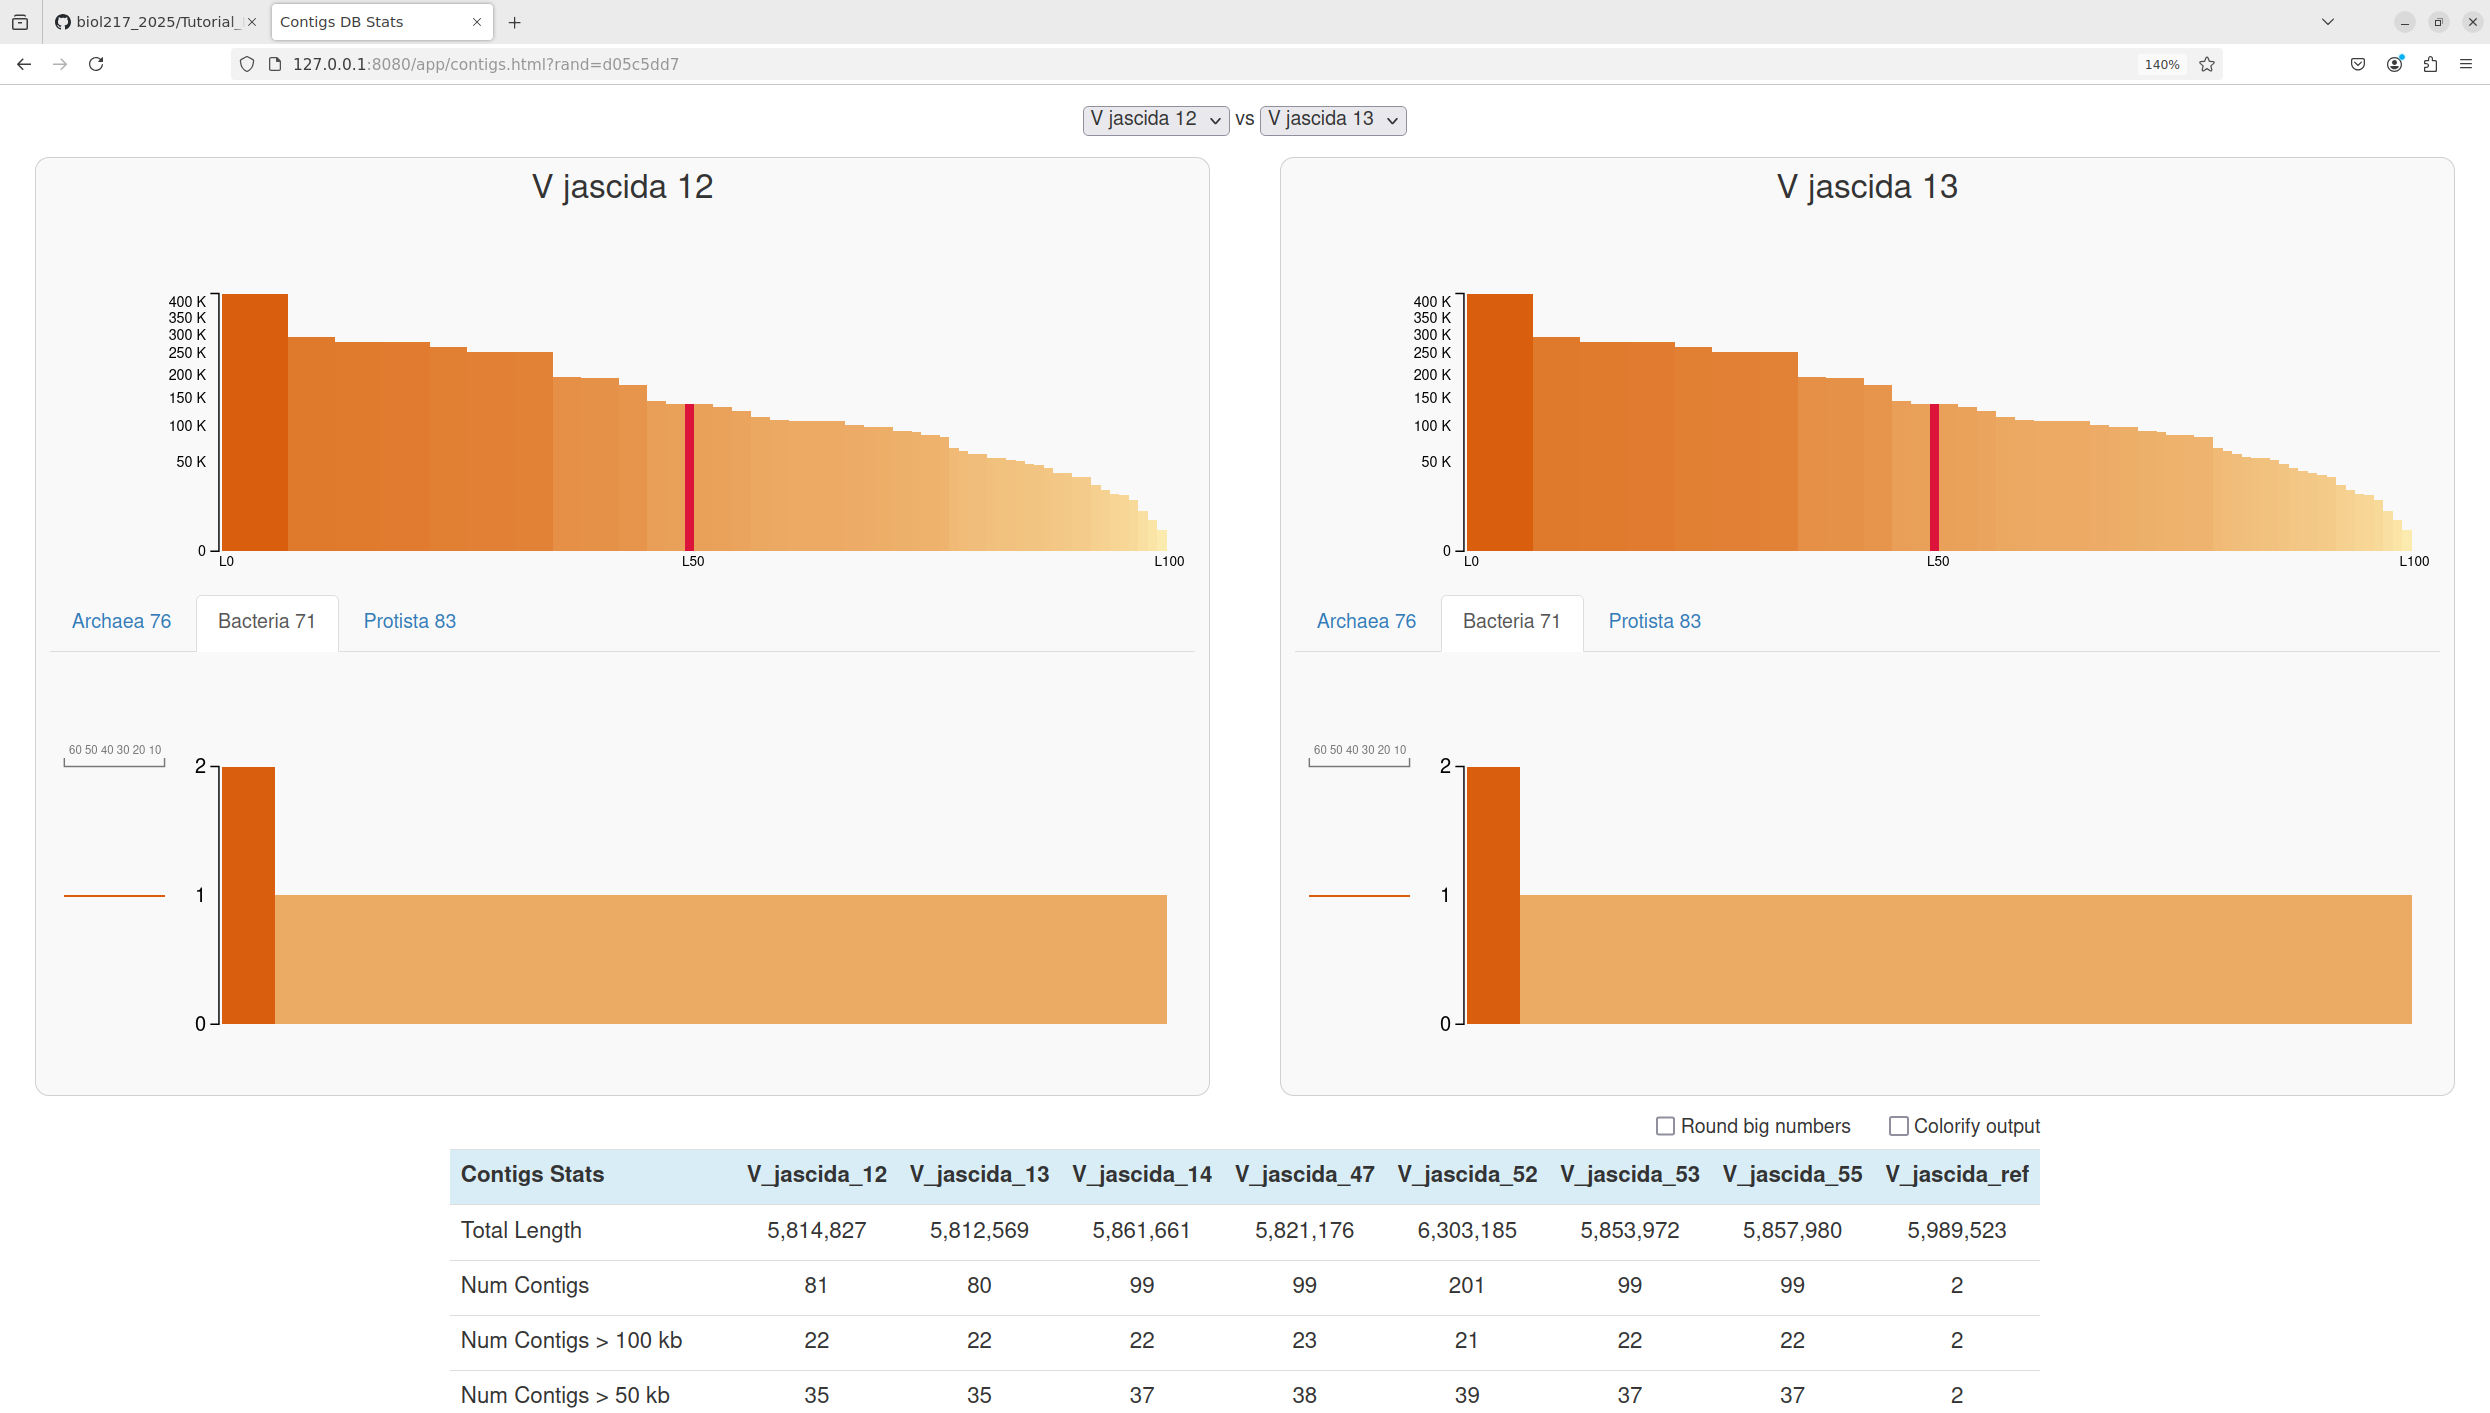 biol217_2025/Tutorial_
Contigs DB Stats
127.0.0.1:8080/app/contigs.html?rand=d05c5dd7
140%
V jascida 12 vs V jascida 13
V jascida 12
400 K
350 K
300 K
250 K
200 K
150 K
100 K
50 K
0
L0 L50 L100
Archaea 76 Bacteria 71 Protista 83
60 50 40 30 20 10
2
1
0
V jascida 13
400 K
350 K
300 K
250 K
200 K
150 K
100 K
50 K
0
L0 L50 L100
Archaea 76 Bacteria 71 Protista 83
60 50 40 30 20 10
2
1
0
Round big numbers Colorify output
Contigs Stats V_jascida_12 V_jascida_13 V_jascida_14 V_jascida_47 V_jascida_52 V_jascida_53 V_jascida_55 V_jascida_ref
Total Length 5,814,827 5,812,569 5,861,661 5,821,176 6,303,185 5,853,972 5,857,980 5,989,523
Num Contigs 81 80 99 99 201 99 99 2
Num Contigs > 100 kb 22 22 22 23 21 22 22 2
Num Contigs > 50 kb 35 35 37 38 39 37 37 2